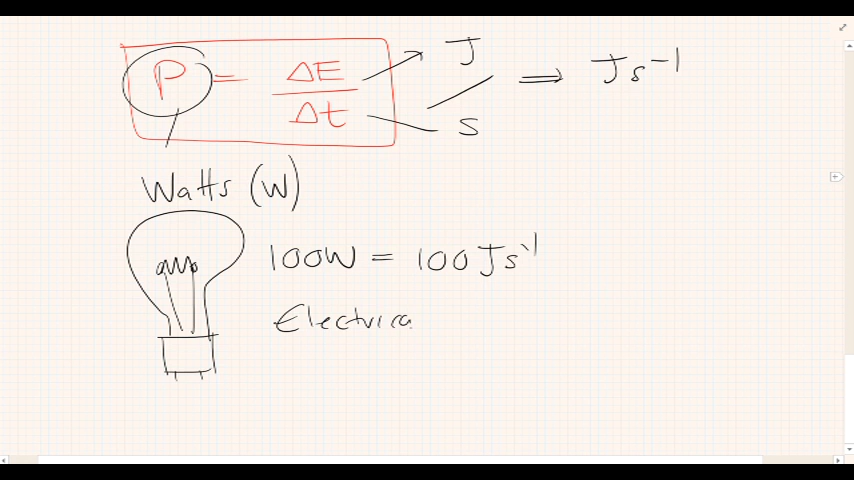 P = ΔE / Δt
J
s
⇒ Js⁻¹
Watts (W)
100W = 100Js⁻¹
Electrica